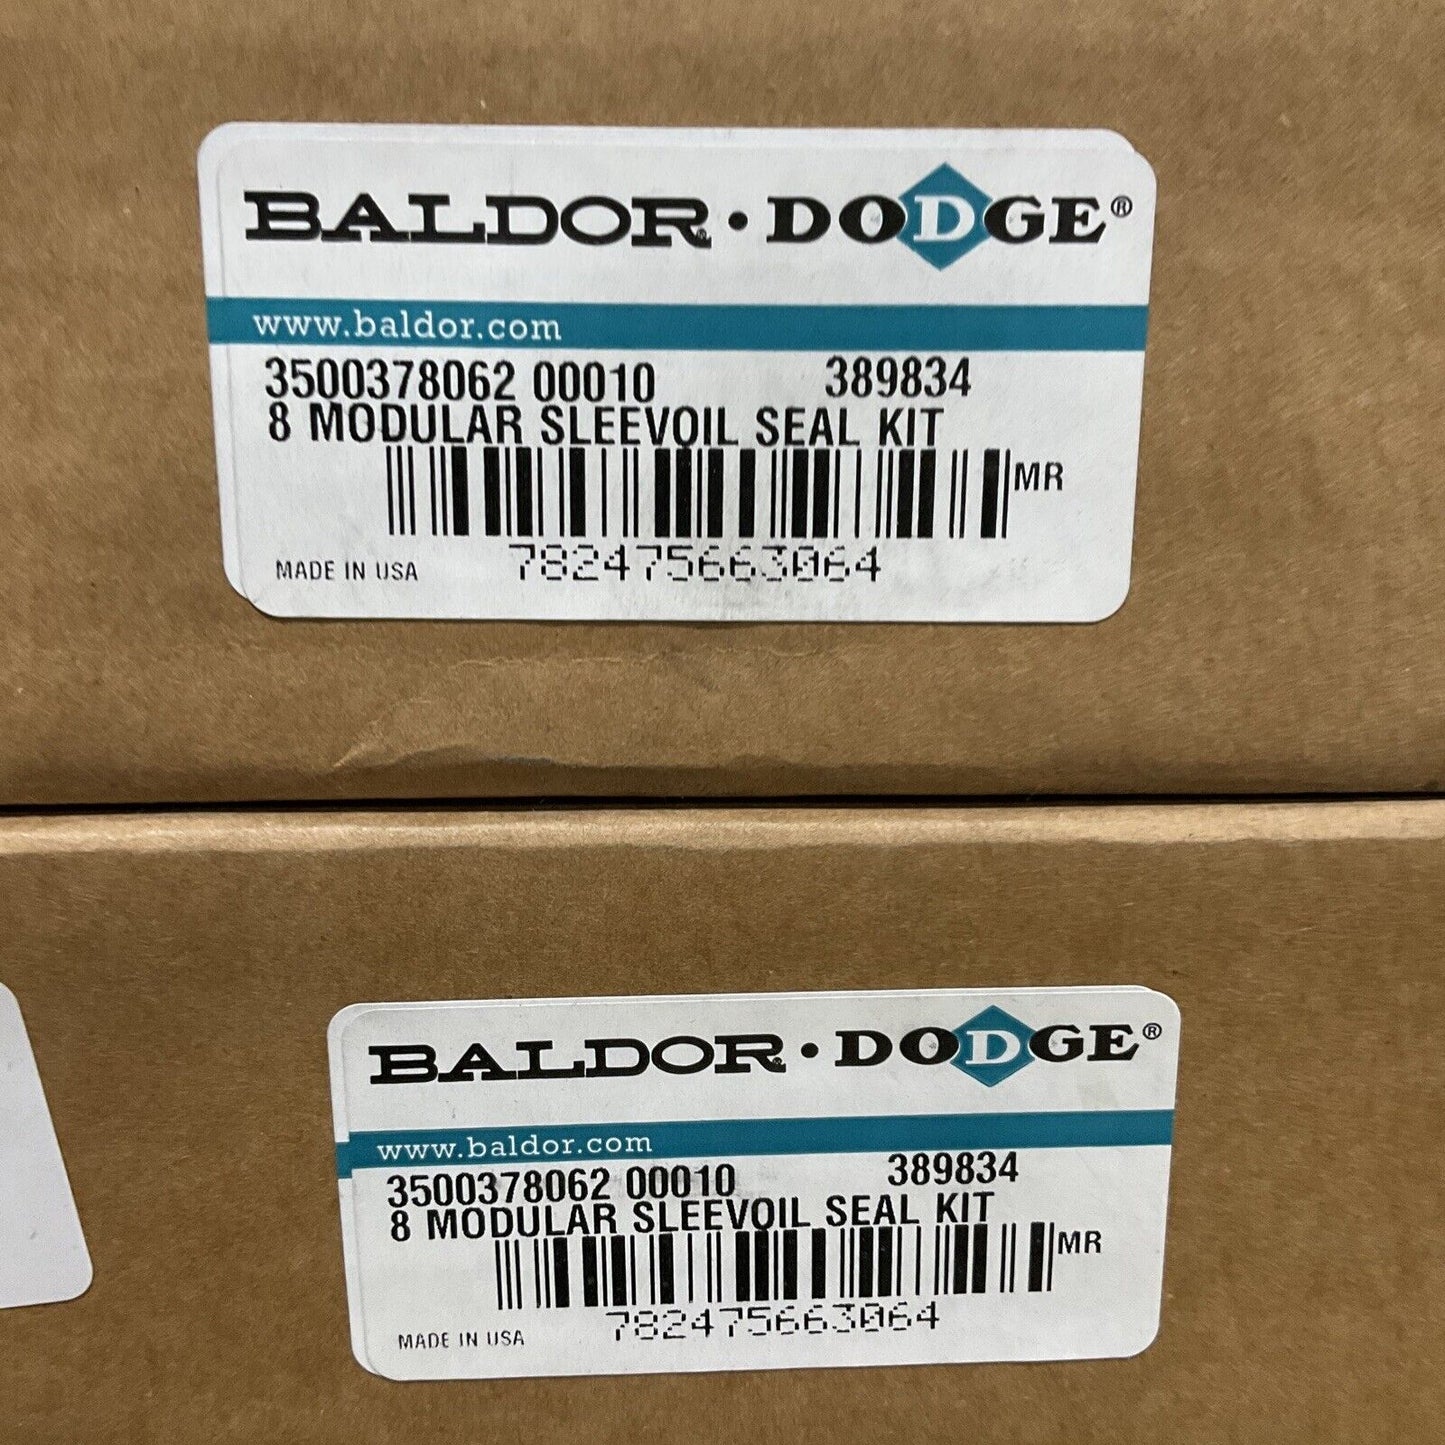 BALDOR • DODGE®
www.baldor.com
3500378062 00010 389834
8 MODULAR SLEEVOIL SEAL KIT
MR
782475663064
MADE IN USA
BALDOR • DODGE®
www.baldor.com
3500378062 00010 389834
8 MODULAR SLEEVOIL SEAL KIT
MR
782475663064
MADE IN USA